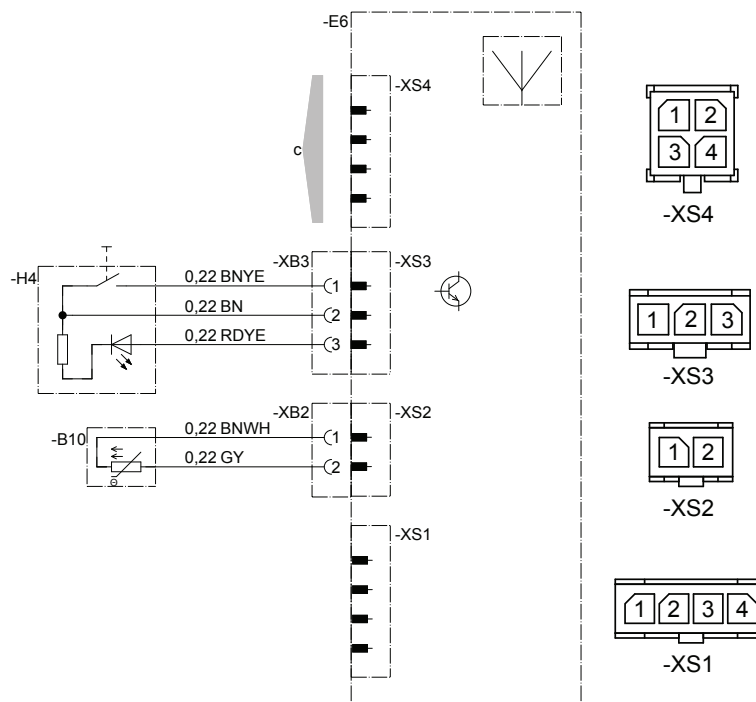 -E6
-XS4
c
1 2
3 4
-XS4
-H4
0,22 BNYE
0,22 BN
0,22 RDYE
-XB3
1
2
3
-XS3
1 2 3
-XS3
-B10
Θ
0,22 BNWH
0,22 GY
-XB2
1
2
-XS2
1 2
-XS2
-XS1
1 2 3 4
-XS1